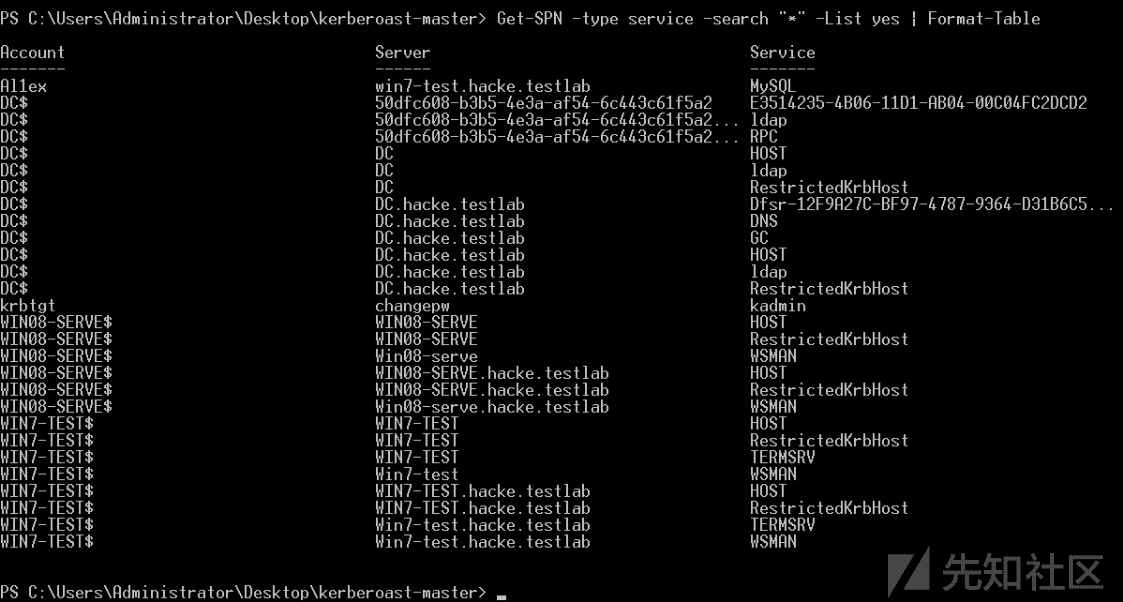 PS C:\Users\Administrator\Desktop\kerberoast-master> Get-SPN -type service -search "*" -List yes | Format-Table
Account Server Service
------- ------ -------
Al1ex win7-test.hacke.testlab MySQL
DC$ 50dfc608-b3b5-4e3a-af54-6c443c61f5a2 E3514235-4B06-11D1-AB04-00C04FC2DCD2
DC$ 50dfc608-b3b5-4e3a-af54-6c443c61f5a2... ldap
DC$ 50dfc608-b3b5-4e3a-af54-6c443c61f5a2... RPC
DC$ DC HOST
DC$ DC ldap
DC$ DC RestrictedKrbHost
DC$ DC.hacke.testlab Dfsr-12F9A27C-BF97-4787-9364-D31B6C5...
DC$ DC.hacke.testlab DNS
DC$ DC.hacke.testlab GC
DC$ DC.hacke.testlab HOST
DC$ DC.hacke.testlab ldap
DC$ DC.hacke.testlab RestrictedKrbHost
krbtgt changepw kadmin
WIN08-SERVE$ WIN08-SERVE HOST
WIN08-SERVE$ WIN08-SERVE RestrictedKrbHost
WIN08-SERVE$ Win08-serve WSMAN
WIN08-SERVE$ WIN08-SERVE.hacke.testlab HOST
WIN08-SERVE$ WIN08-SERVE.hacke.testlab RestrictedKrbHost
WIN08-SERVE$ Win08-serve.hacke.testlab WSMAN
WIN7-TEST$ WIN7-TEST HOST
WIN7-TEST$ WIN7-TEST RestrictedKrbHost
WIN7-TEST$ WIN7-TEST TERMSRV
WIN7-TEST$ Win7-test WSMAN
WIN7-TEST$ WIN7-TEST.hacke.testlab HOST
WIN7-TEST$ WIN7-TEST.hacke.testlab RestrictedKrbHost
WIN7-TEST$ Win7-test.hacke.testlab TERMSRV
WIN7-TEST$ Win7-test.hacke.testlab WSMAN
PS C:\Users\Administrator\Desktop\kerberoast-master> _
先知社区